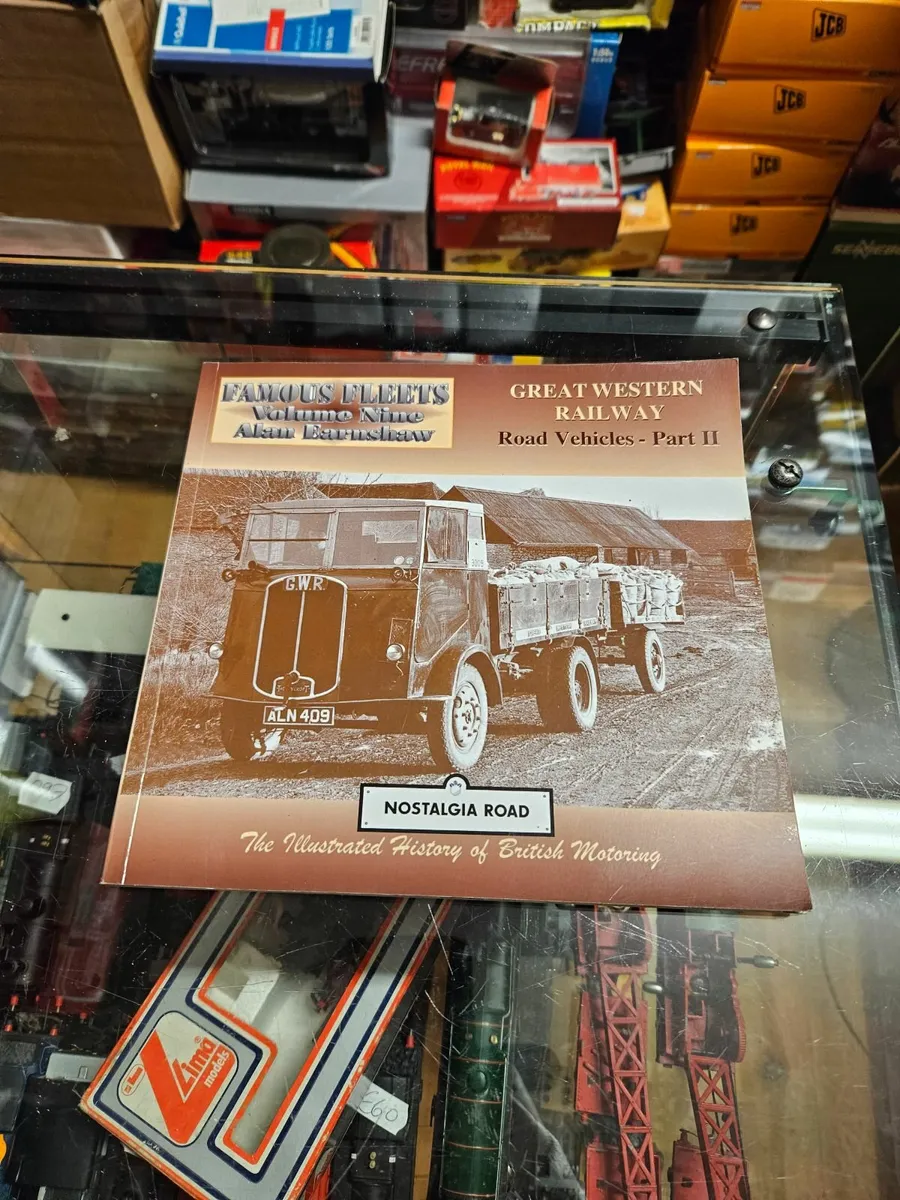 COMPACT
JCB
JCB
JCB
JCB
FAMOUS FLEETS
Volume Nine
Alan Earnshaw
GREAT WESTERN
RAILWAY
Road Vehicles - Part II
G.W.R.
ALN 409
NOSTALGIA ROAD
The Illustrated History of British Motoring
Lima
models
£60